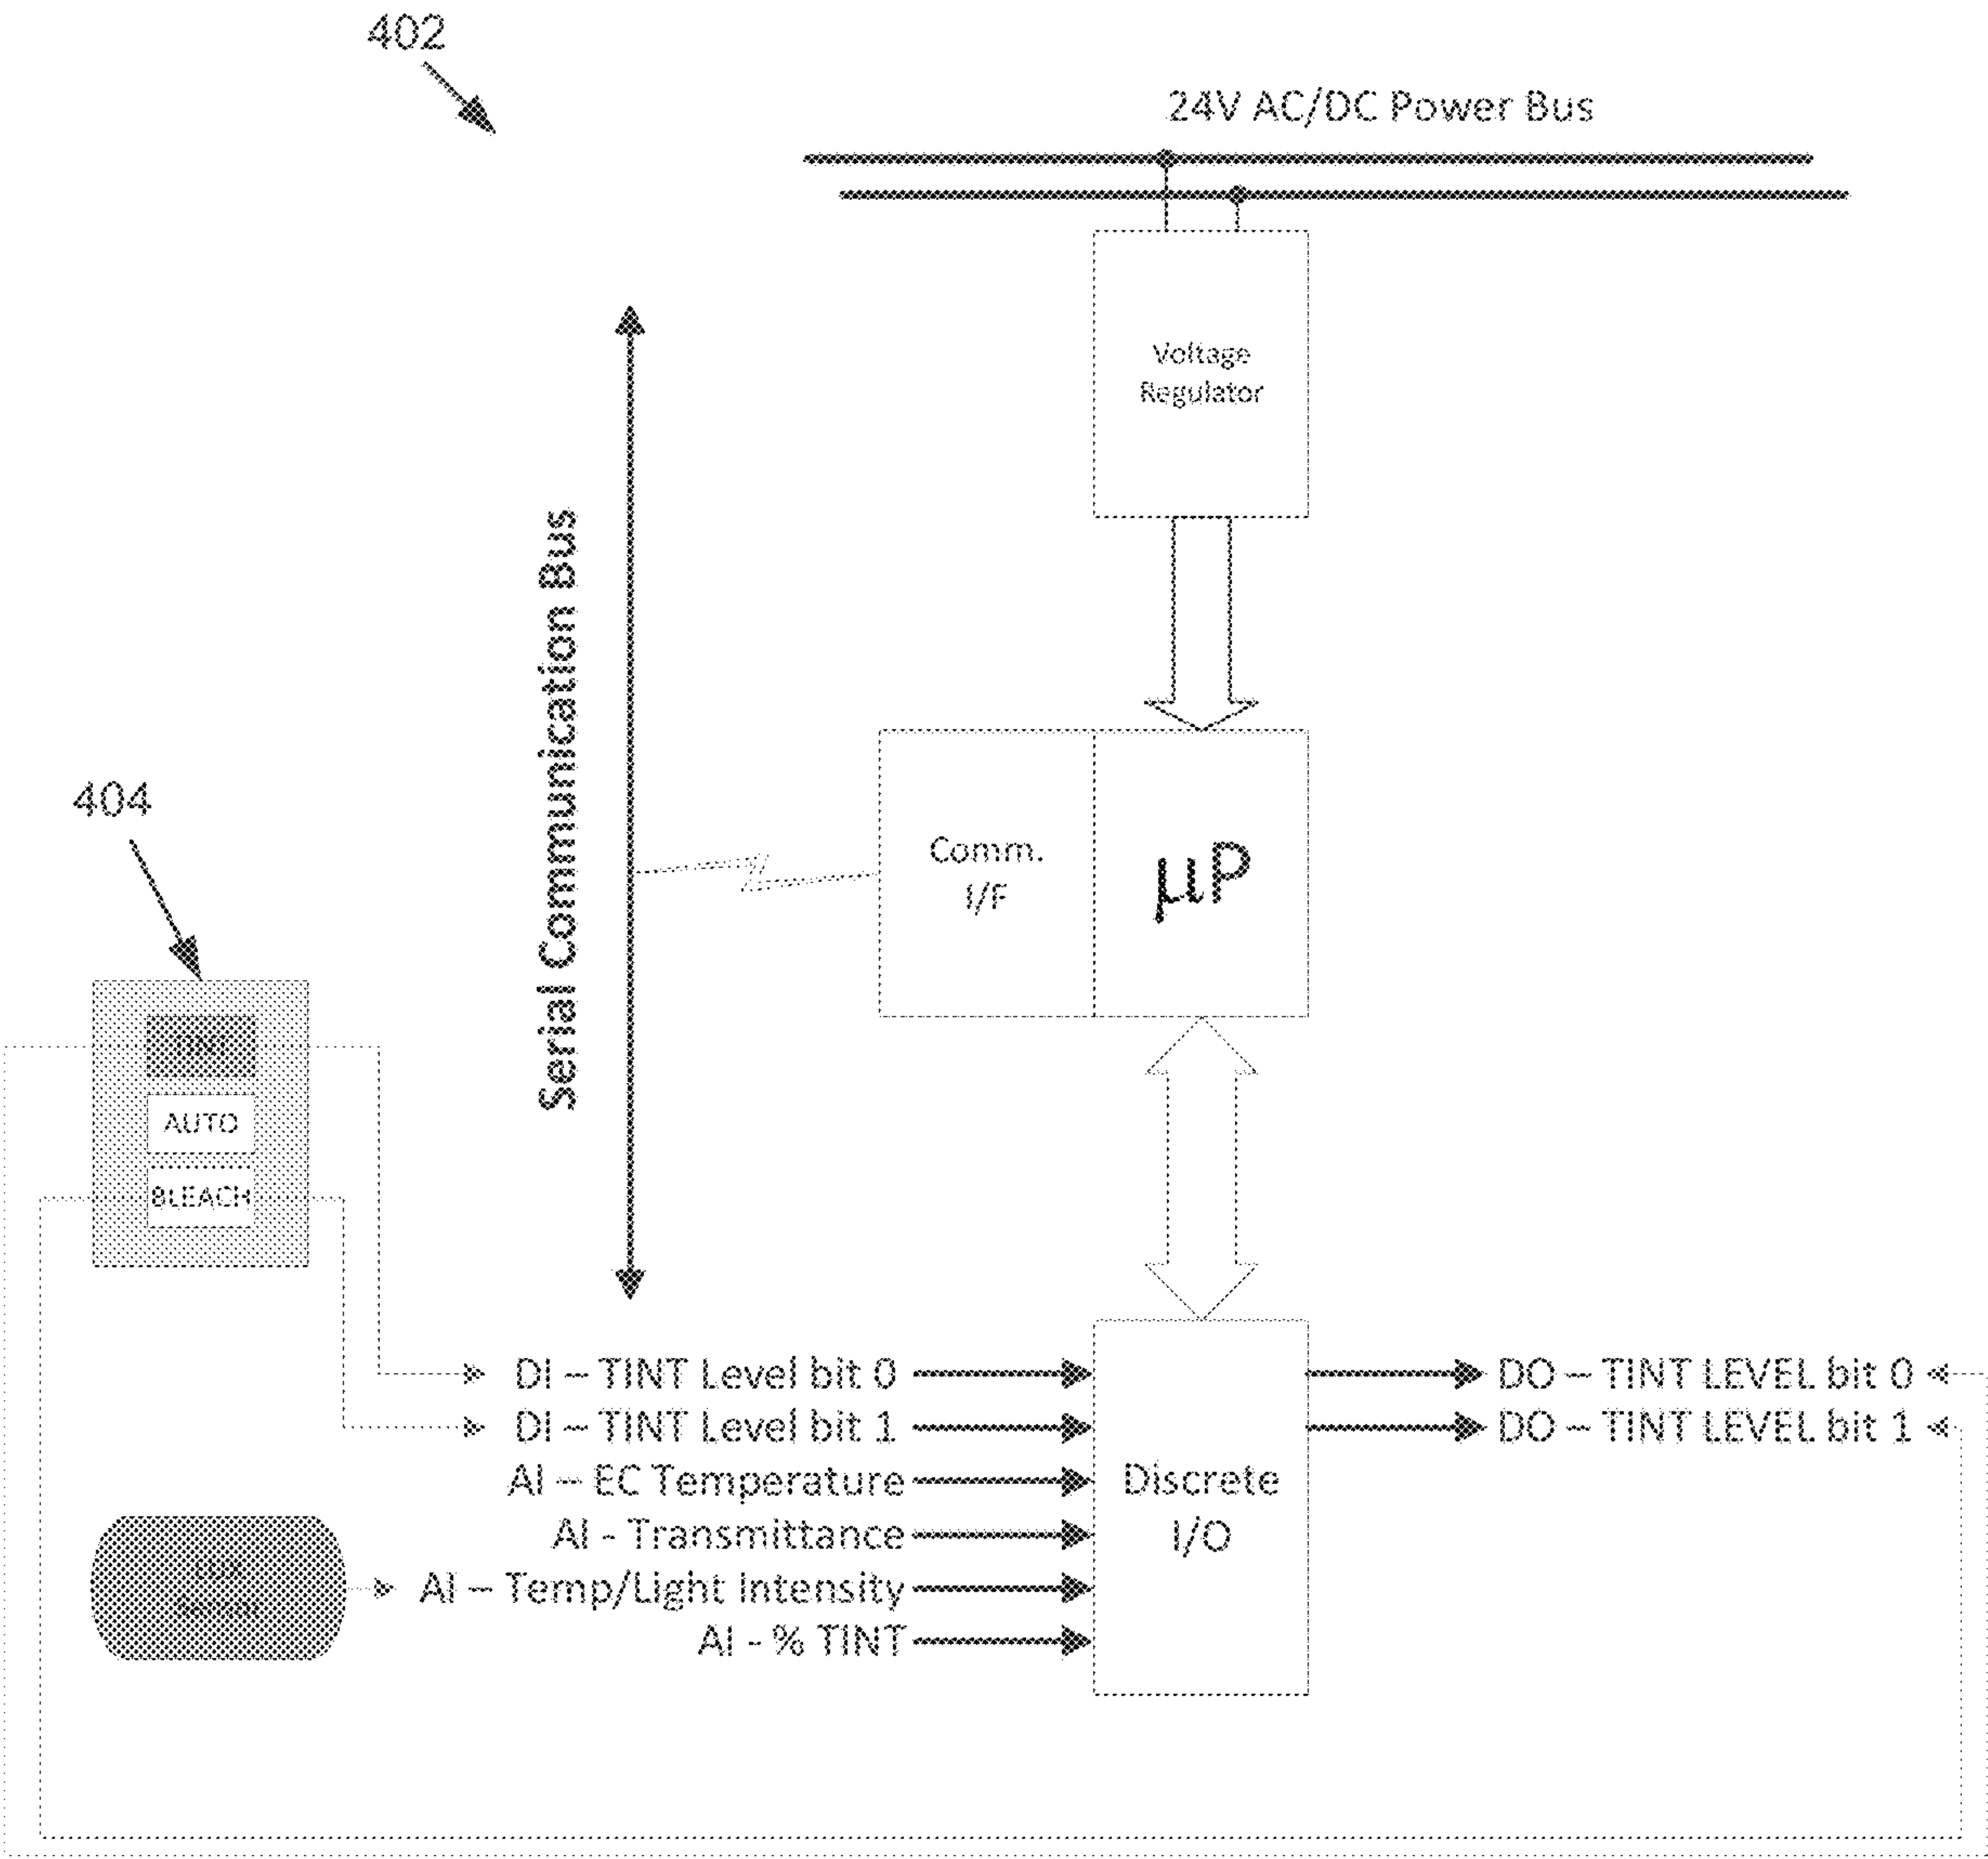 402
24V AC/DC Power Bus
Voltage
Regulator
Serial Communication Bus
404
Comm.
I/F
µP
TINT
AUTO
BLEACH
DI – TINT Level bit 0
DI – TINT Level bit 1
AI – EC Temperature
AI - Transmittance
AI – Temp/Light Intensity
AI - % TINT
Discrete
I/O
DO – TINT LEVEL bit 0
DO – TINT LEVEL bit 1